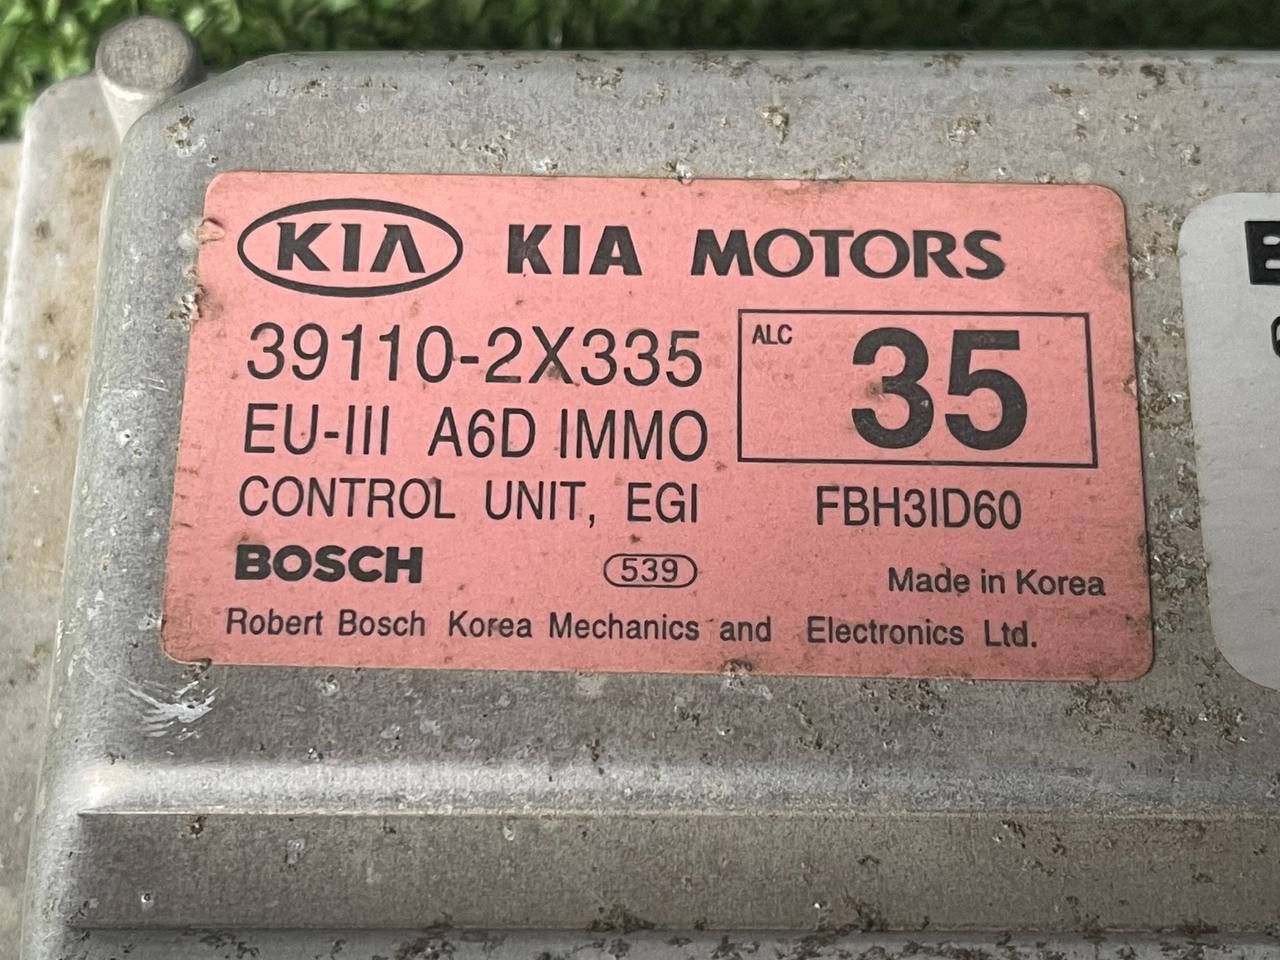 KIA KIA MOTORS
39110-2X335
ALC 35
EU-III A6D IMMO
CONTROL UNIT, EGI FBH3ID60
BOSCH 539 Made in Korea
Robert Bosch Korea Mechanics and Electronics Ltd.